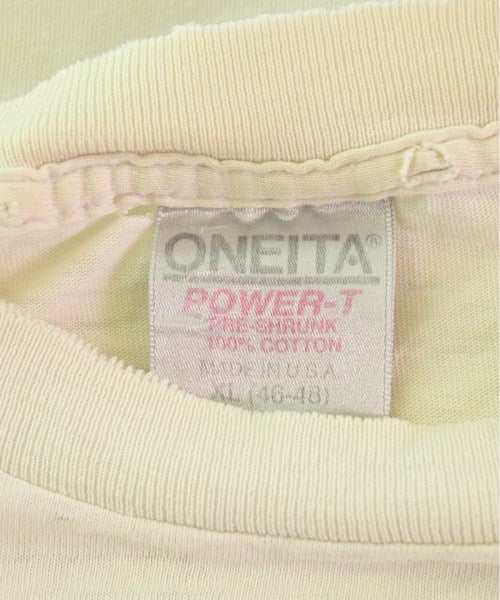 ONEITA®
POWER-T
PRE-SHRUNK
100% COTTON
MADE IN U.S.A.
XL (46-48)